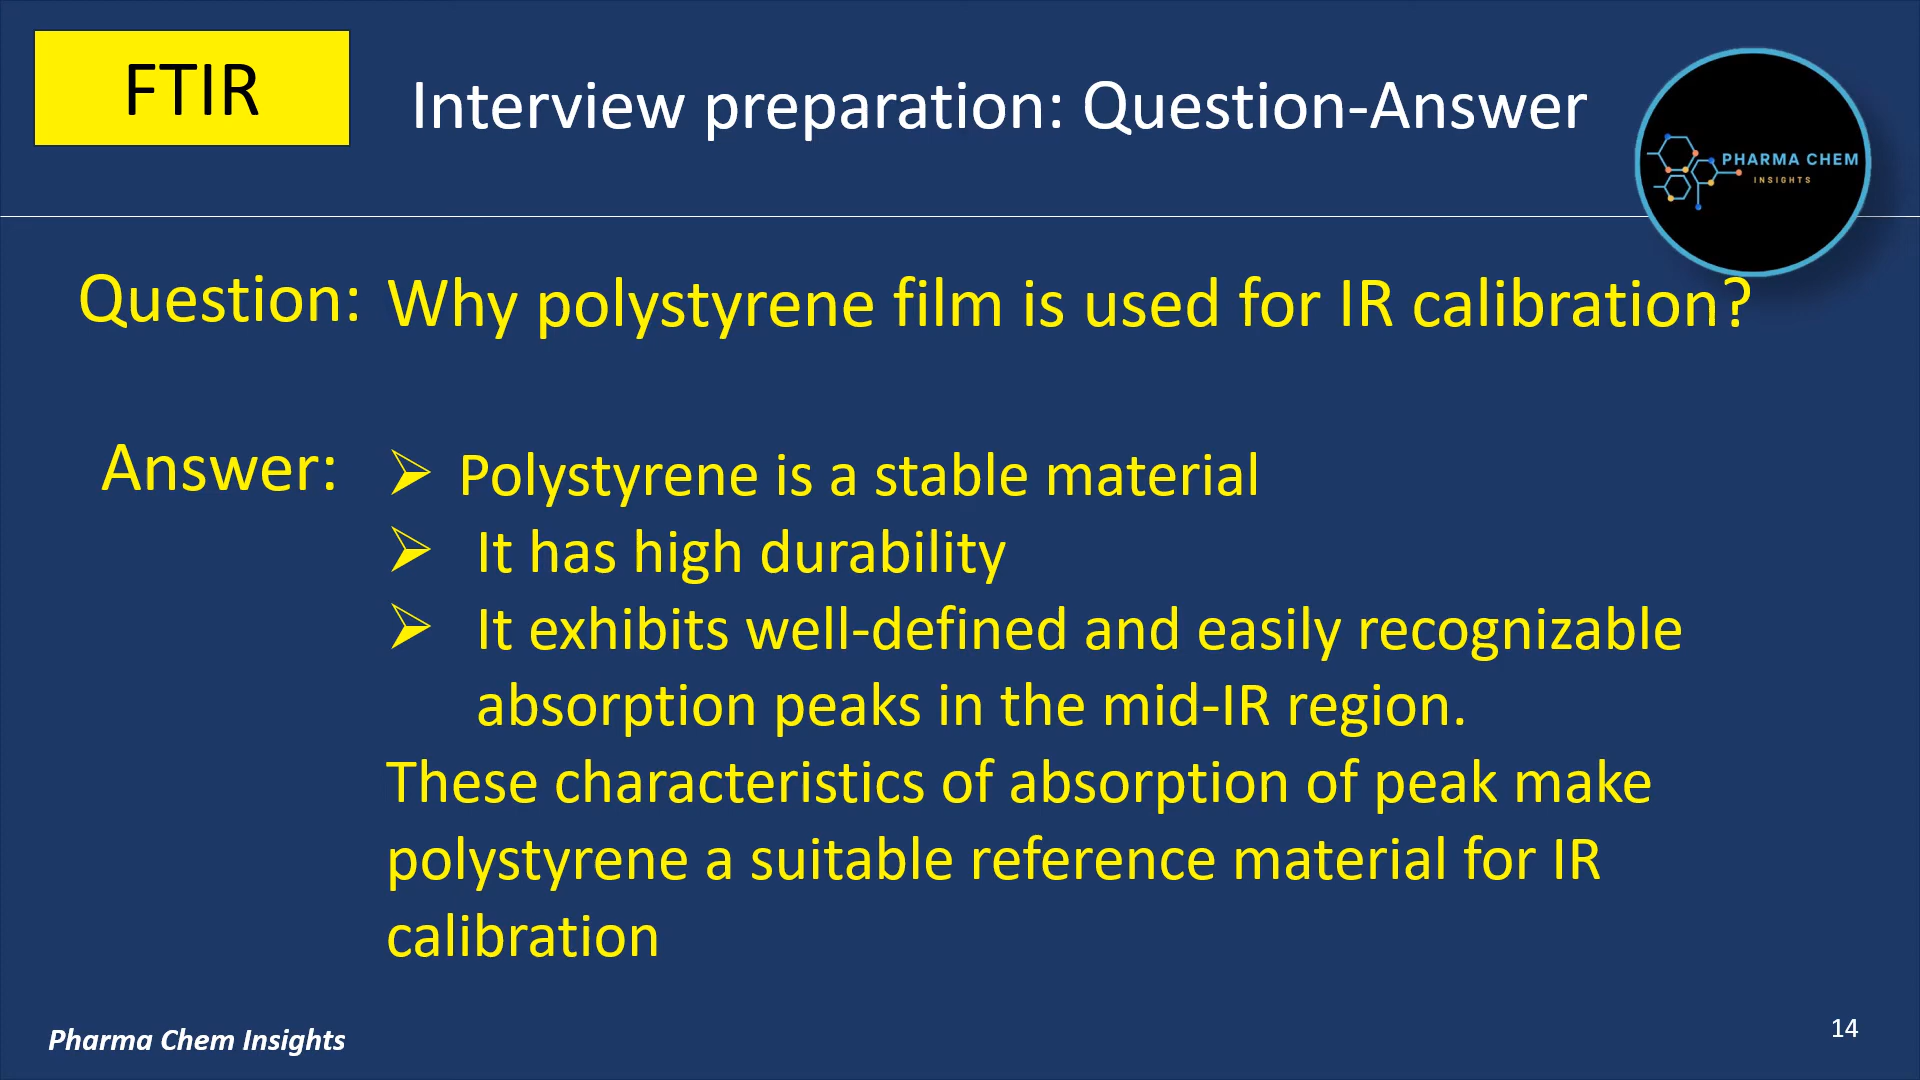 FTIR
Interview preparation: Question-Answer
PHARMA CHEM
INSIGHTS
Question: Why polystyrene film is used for IR calibration?
Answer: ➢ Polystyrene is a stable material
➢ It has high durability
➢ It exhibits well-defined and easily recognizable
absorption peaks in the mid-IR region.
These characteristics of absorption of peak make
polystyrene a suitable reference material for IR
calibration
Pharma Chem Insights
14